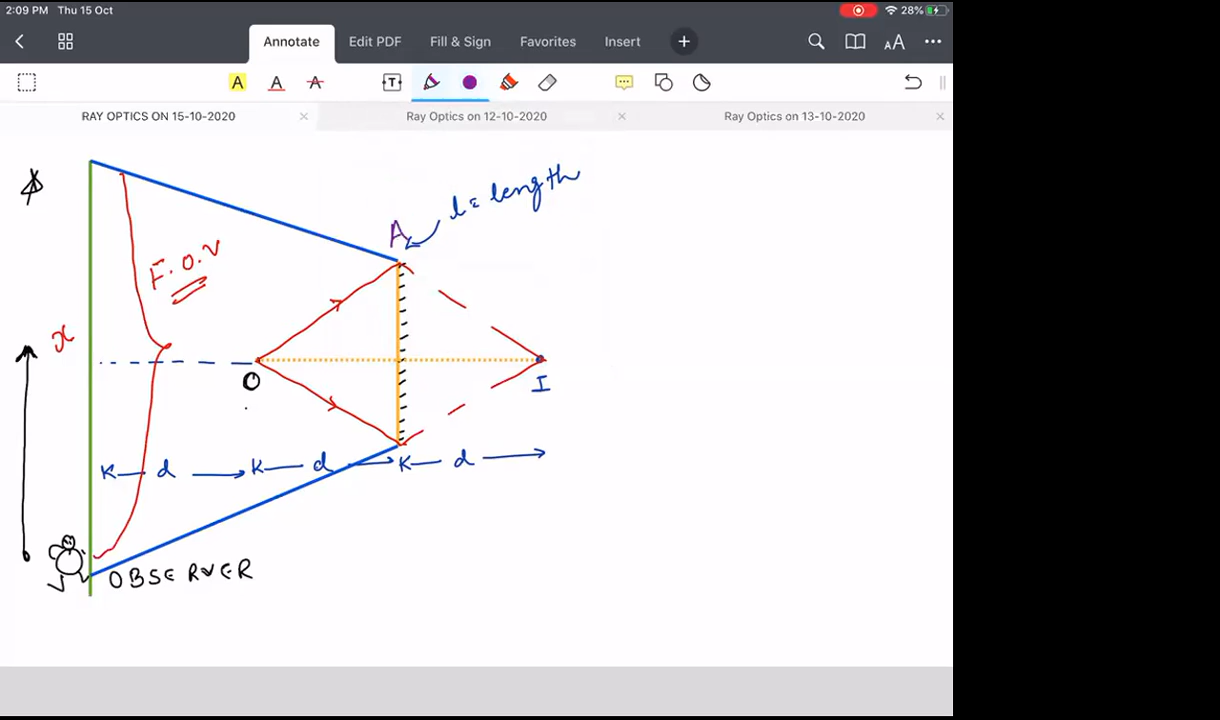 2:09 PM Thu 15 Oct
28%
Annotate Edit PDF Fill & Sign Favorites Insert
RAY OPTICS ON 15-10-2020 Ray Optics on 12-10-2020 Ray Optics on 13-10-2020
l = length
A
F.O.V
x
O
I
d d d
OBSERVER